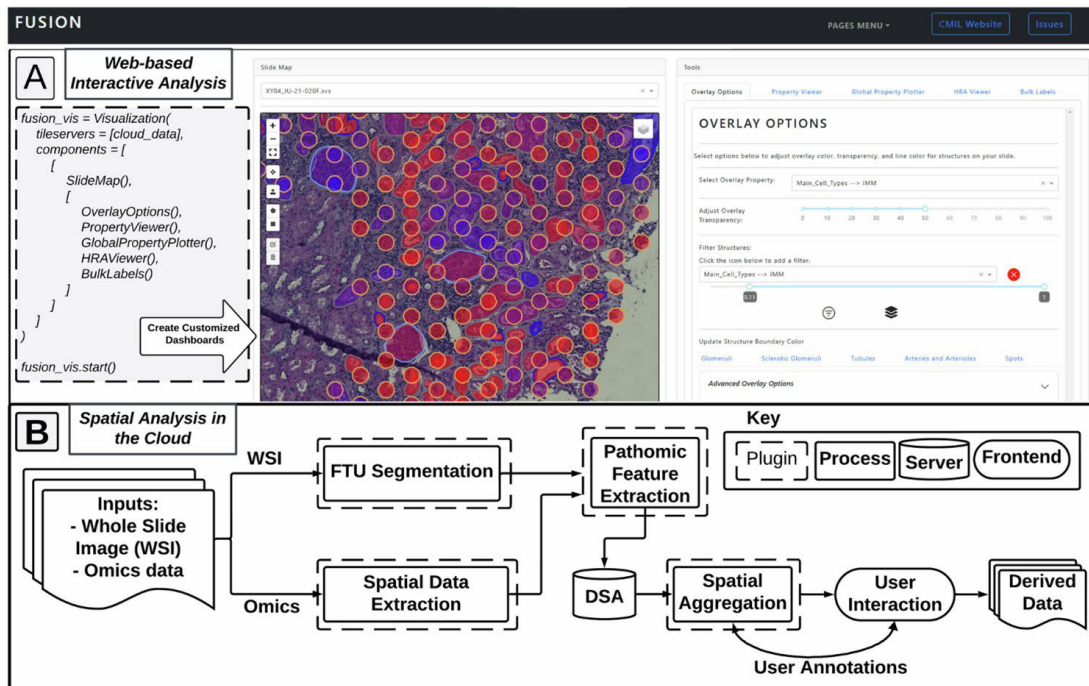 FUSION
PAGES MENU
CMIL Website
Issues
A
Web-based
Interactive Analysis
fusion_vis = Visualization(
tileservers = [cloud_data],
components = [
[
SlideMap(),
[
OverlayOptions(),
PropertyViewer(),
GlobalPropertyPlotter(),
HRAViewer(),
BulkLabels()
]
]
]
)
fusion_vis.start()
Create Customized
Dashboards
Slide Map
XY04_IU-21-020F.svs
Tools
Overlay Options
Property Viewer
Global Property Plotter
HRA Viewer
Bulk Labels
OVERLAY OPTIONS
Select options below to adjust overlay color, transparency, and line color for structures on your slide.
Select Overlay Property:
Main_Cell_Types --> IMM
Adjust Overlay
Transparency:
0 10 20 30 40 50 60 70 80 90 100
Filter Structures:
Click the icon below to add a filter.
Main_Cell_Types --> IMM
0.13
1
Update Structure Boundary Color
Glomeruli
Sclerotic Glomeruli
Tubules
Arteries and Arterioles
Spots
Advanced Overlay Options
B
Spatial Analysis in
the Cloud
Inputs:
- Whole Slide
Image (WSI)
- Omics data
WSI
Omics
FTU Segmentation
Spatial Data
Extraction
Pathomic
Feature
Extraction
Key
Plugin
Process
Server
Frontend
DSA
Spatial
Aggregation
User
Interaction
Derived
Data
User Annotations